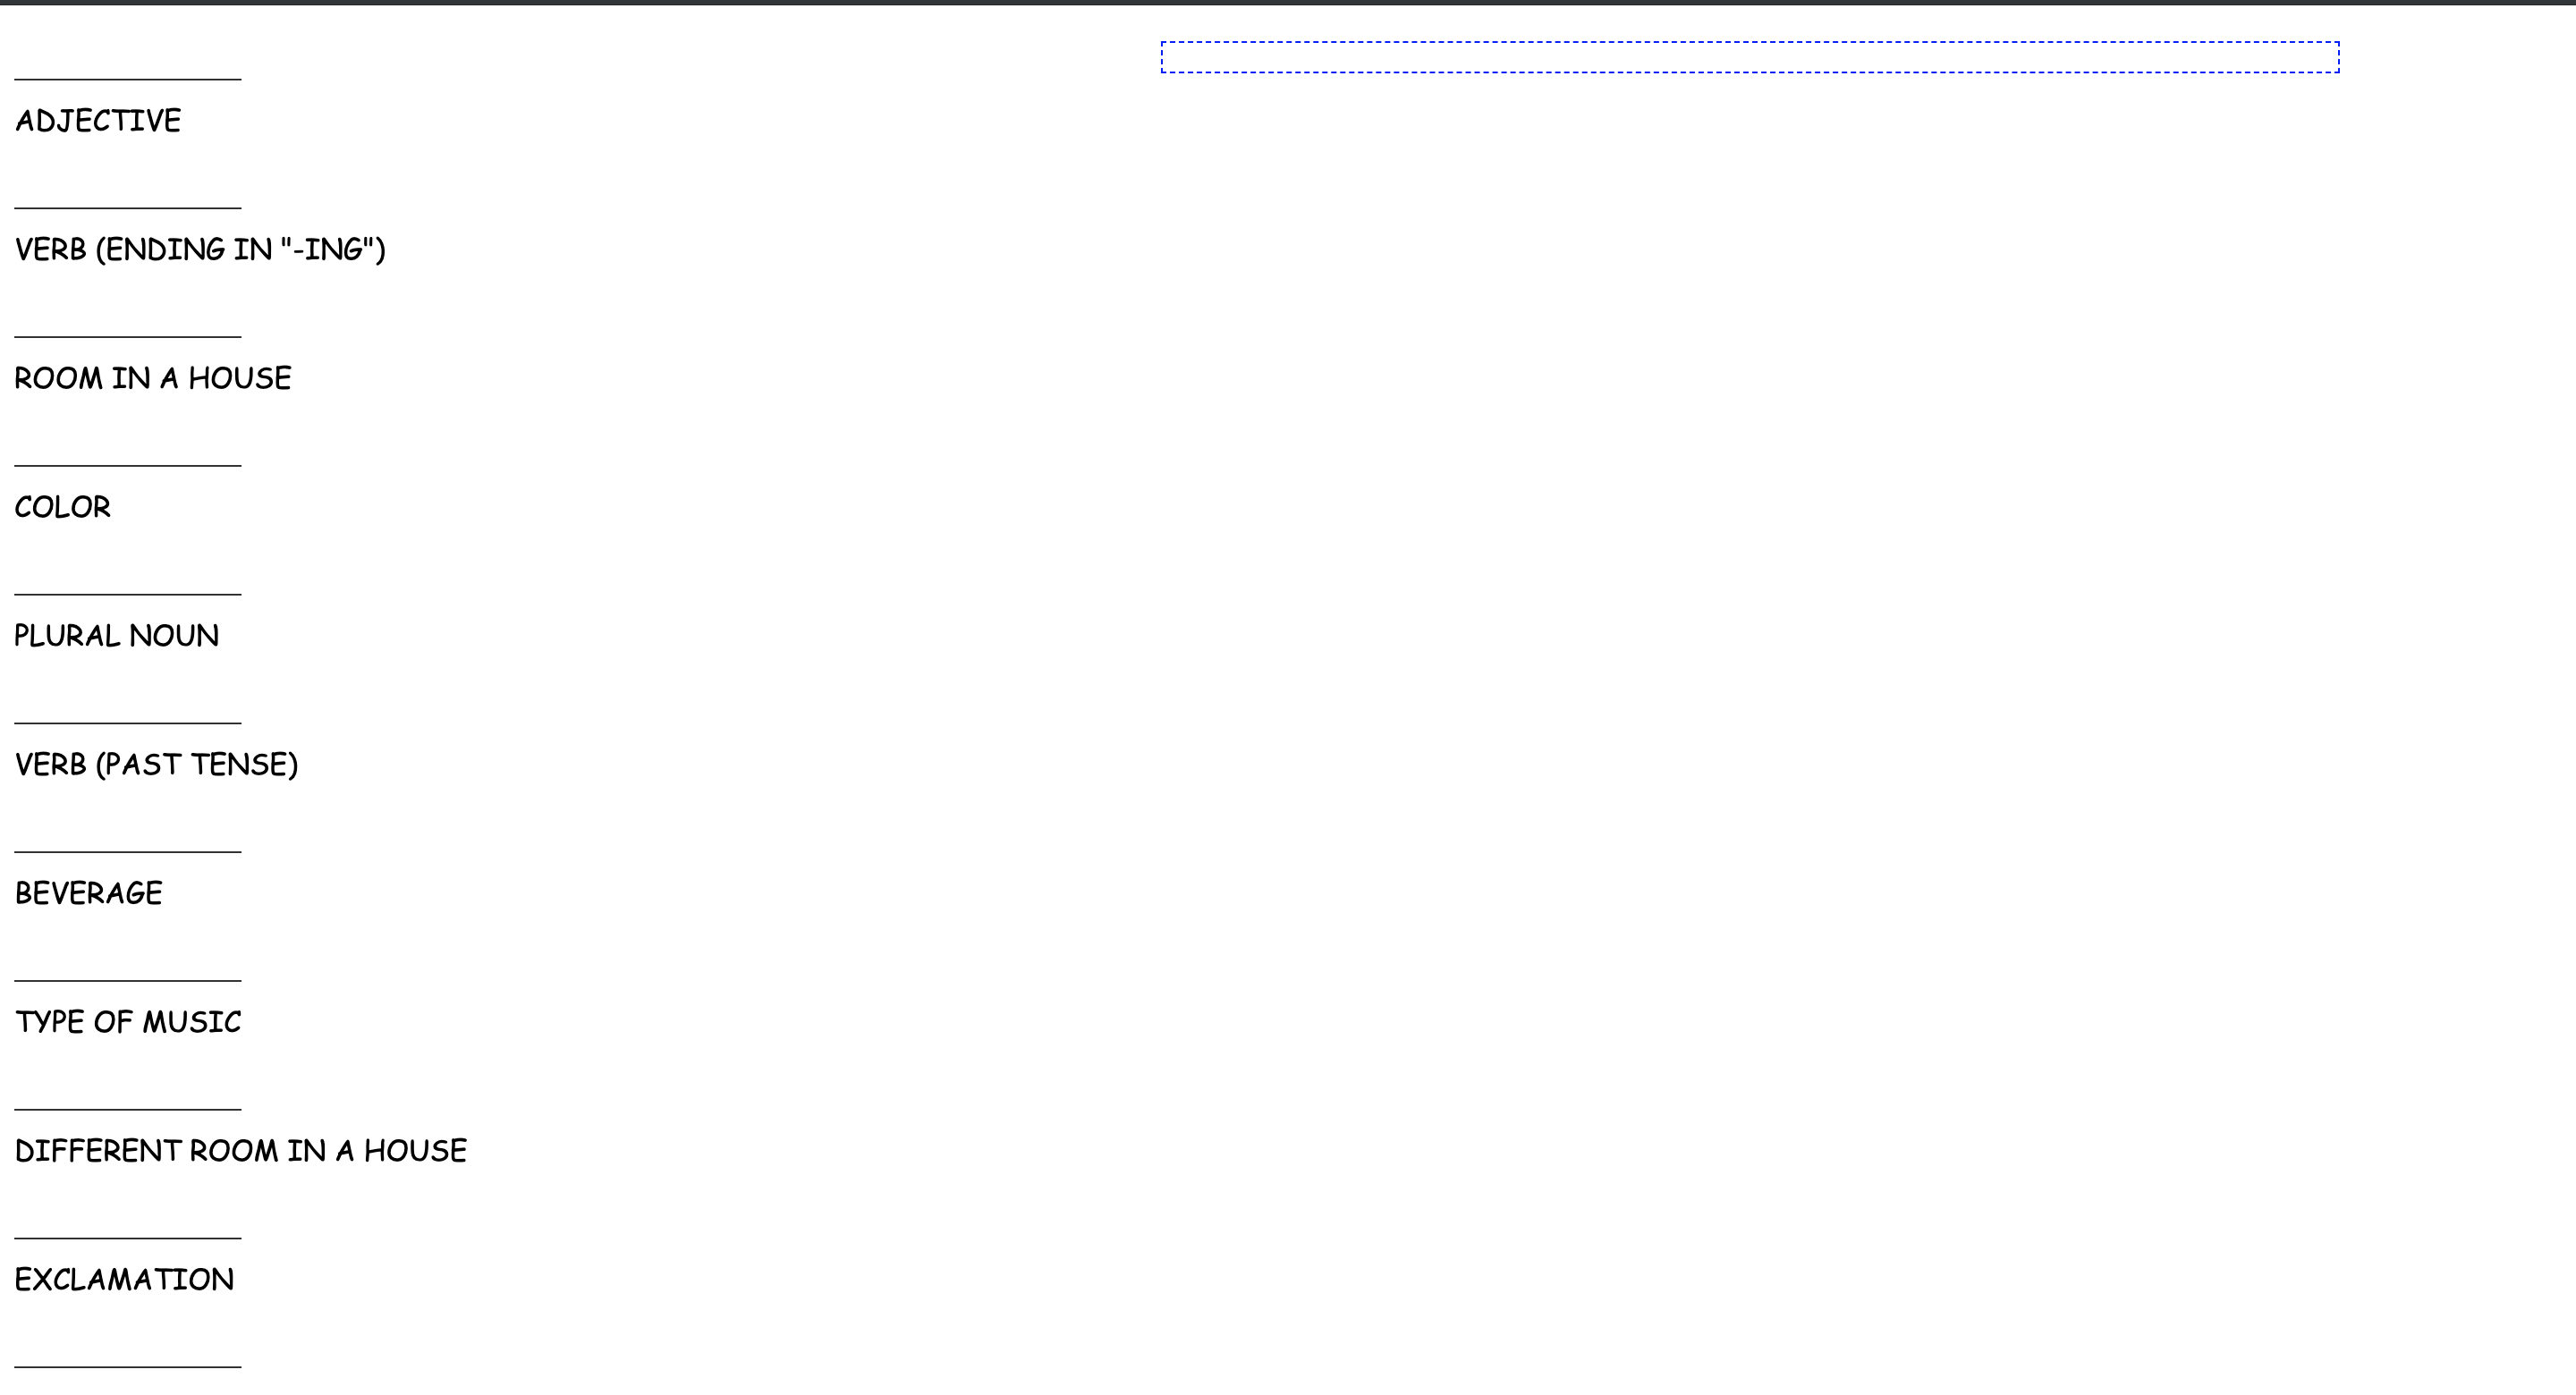 ADJECTIVE
VERB (ENDING IN "-ING")
ROOM IN A HOUSE
COLOR
PLURAL NOUN
VERB (PAST TENSE)
BEVERAGE
TYPE OF MUSIC
DIFFERENT ROOM IN A HOUSE
EXCLAMATION